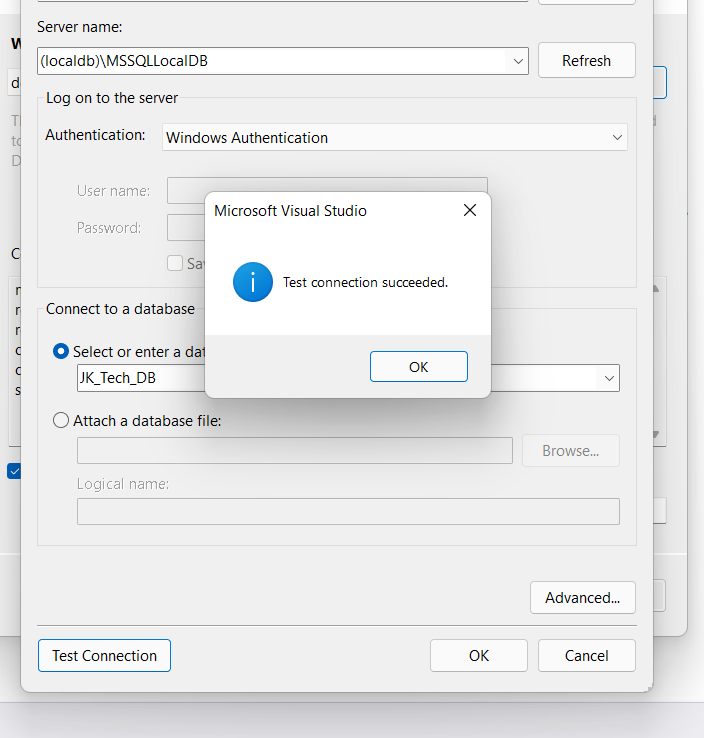 Server name:
(localdb)\MSSQLLocalDB
Refresh
Log on to the server
Authentication:
Windows Authentication
User name:
Password:
Microsoft Visual Studio
Test connection succeeded.
OK
Connect to a database
Select or enter a
JK_Tech_DB
Attach a database file:
Browse...
Logical name:
Advanced...
Test Connection
OK
Cancel